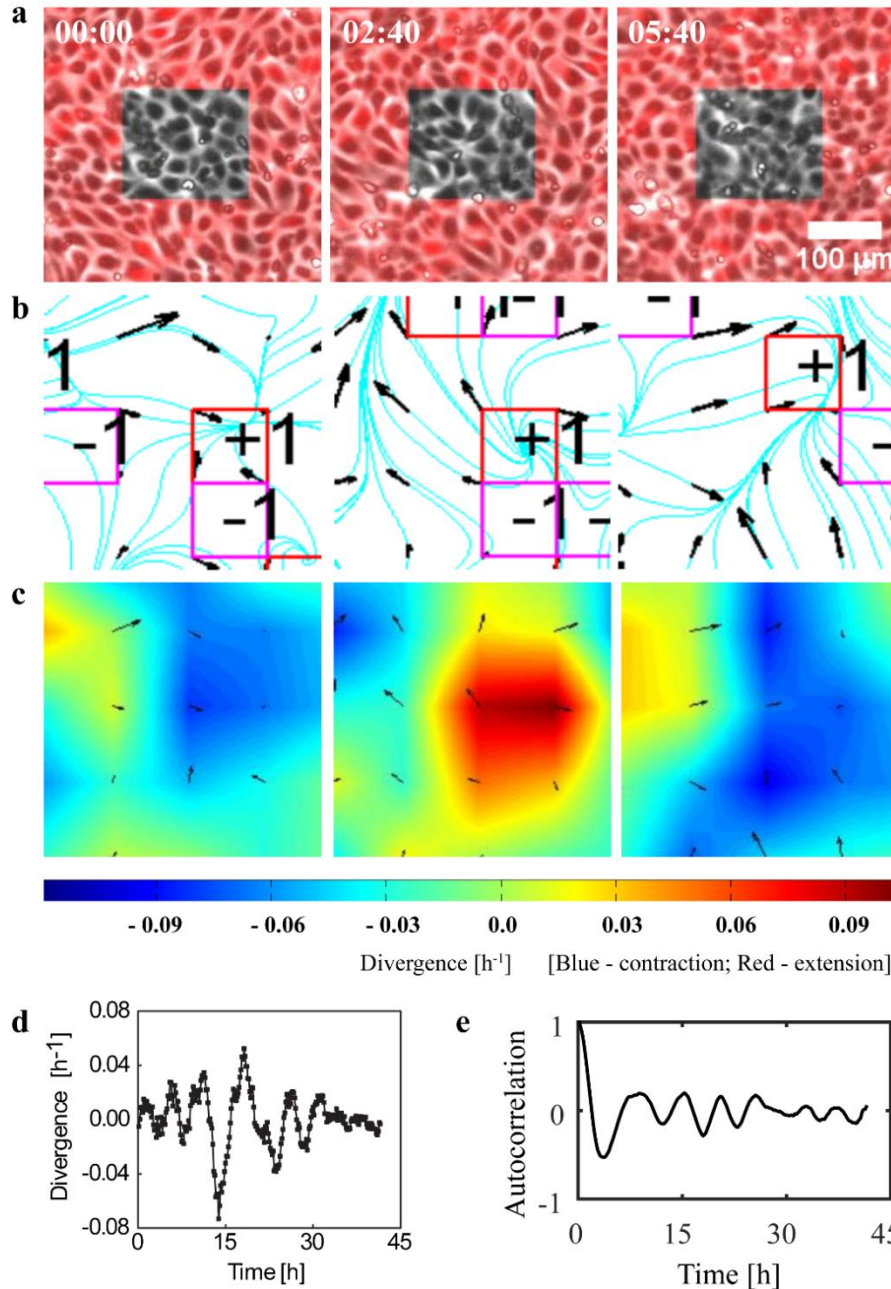 a
00:00 02:40 05:40
100 μm
b
-1 -1
1 +1 -1
-1 +1 +1
-1 -1 -
c
- 0.09 - 0.06 - 0.03 0.0 0.03 0.06 0.09
Divergence [h⁻¹] [Blue - contraction; Red - extension]
d
0.08
0.04
0.00
-0.04
-0.08
Divergence [h⁻¹]
0 15 30 45
Time [h]
e
1
0
-1
Autocorrelation
0 15 30 45
Time [h]